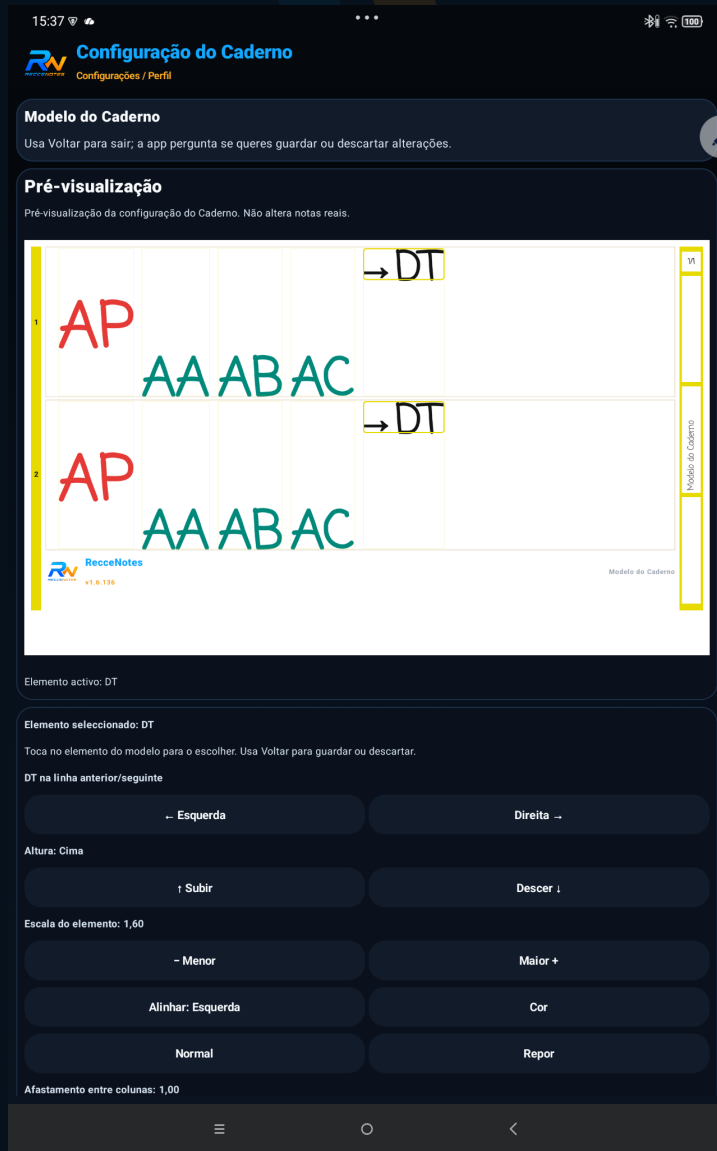 15:37
100
Configuração do Caderno
RECCENOTES
Configurações / Perfil
Modelo do Caderno
Usa Voltar para sair; a app pergunta se queres guardar ou descartar alterações.
Pré-visualização
Pré-visualização da configuração do Caderno. Não altera notas reais.
→ DT
1/1
1
AP
AA AB AC
→ DT
Modelo do Caderno
2
AP
AA AB AC
RecceNotes
RECCENOTES
v1.6.136
Modelo do Caderno
Elemento activo: DT
Elemento seleccionado: DT
Toca no elemento do modelo para o escolher. Usa Voltar para guardar ou descartar.
DT na linha anterior/seguinte
← Esquerda
Direita →
Altura: Cima
↑ Subir
Descer ↓
Escala do elemento: 1,60
− Menor
Maior +
Alinhar: Esquerda
Cor
Normal
Repor
Afastamento entre colunas: 1,00